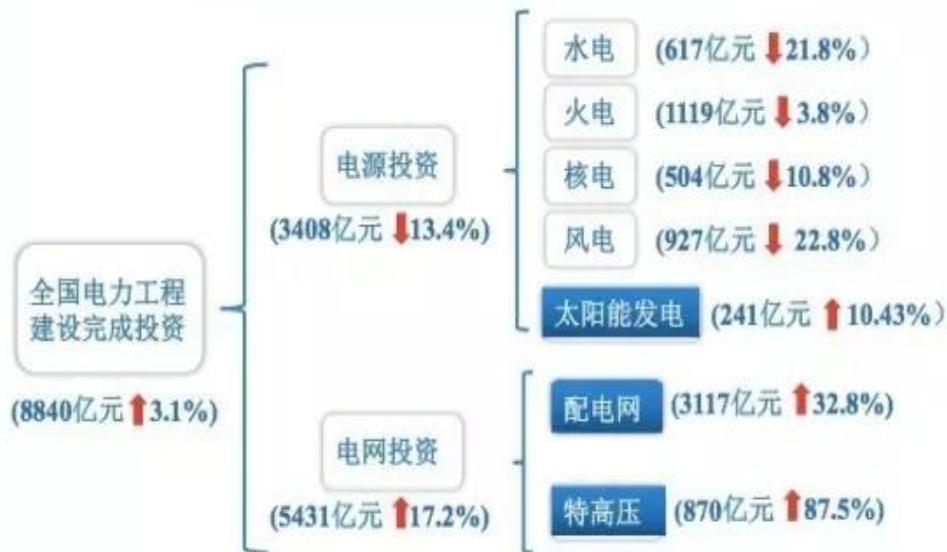 水电 (617亿元 ⬇21.8%)
火电 (1119亿元 ⬇3.8%)
电源投资
核电 (504亿元 ⬇10.8%)
(3408亿元 ⬇13.4%)
风电 (927亿元 ⬇ 22.8%)
全国电力工程
建设完成投资
太阳能发电 (241亿元 ⬆ 10.43%)
(8840亿元 ⬆3.1%)
配电网 (3117亿元 ⬆32.8%)
电网投资
(5431亿元 ⬆17.2%)
特高压 (870亿元 ⬆87.5%)